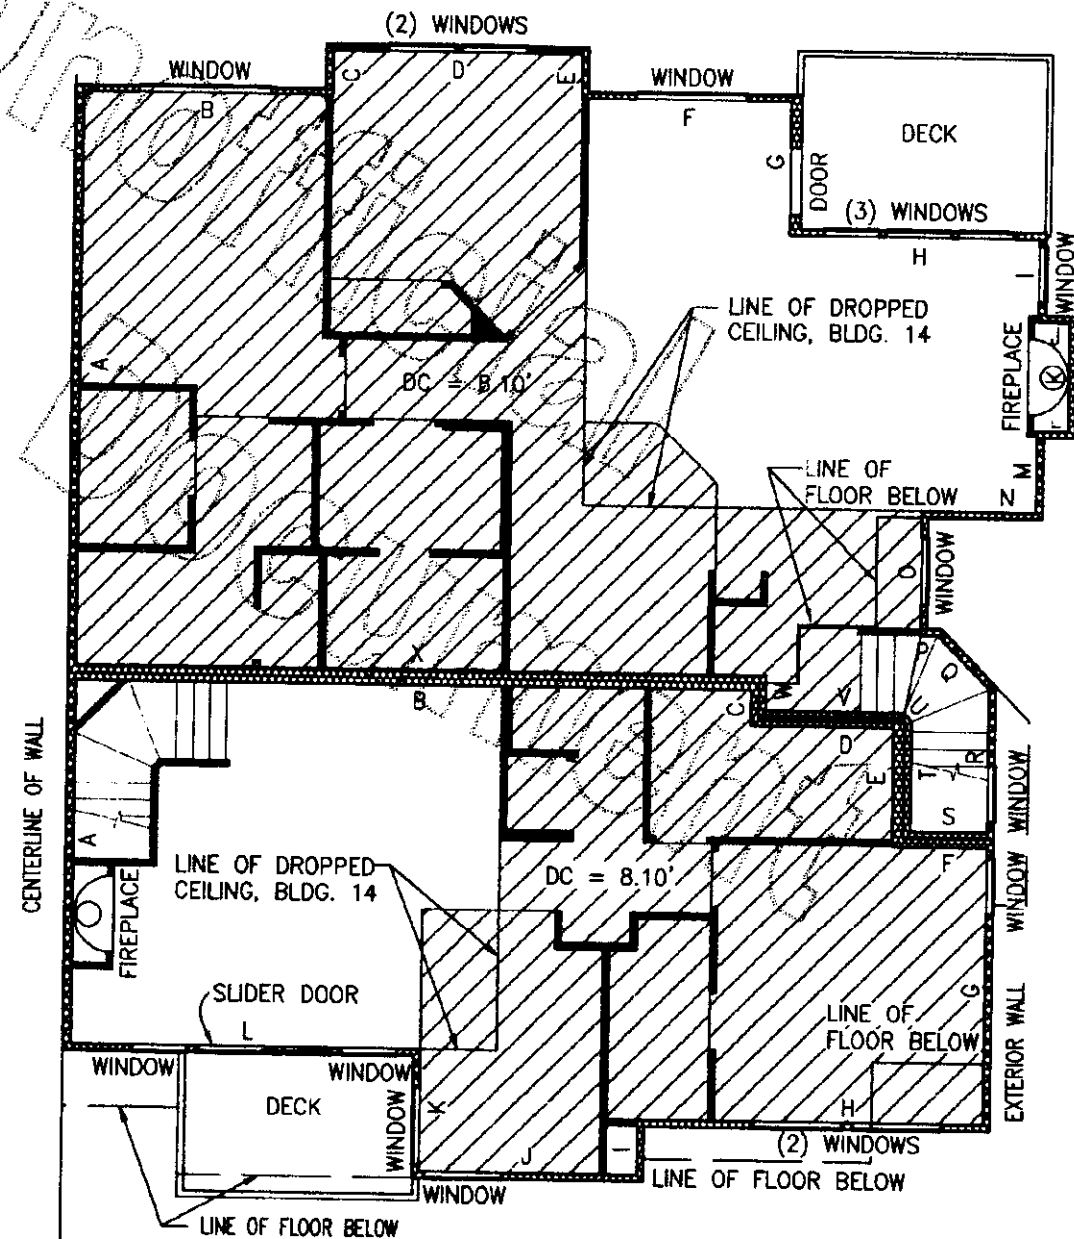 (2) WINDOWS
WINDOW
C
D
E
WINDOW
B
F
DECK
G
DOOR
(3) WINDOWS
H
I
WINDOW
LINE OF DROPPED
CEILING, BLDG. 14
FIREPLACE
K
A
DC = 8.10'
LINE OF
FLOOR BELOW
M
N
O
WINDOW
P
Q
X
B
W
V
U
C
D
E
T
R
S
WINDOW
CENTERLINE OF WALL
A
LINE OF DROPPED
CEILING, BLDG. 14
DC = 8.10'
F
WINDOW
FIREPLACE
SLIDER DOOR
L
G
LINE OF
FLOOR BELOW
EXTERIOR WALL
WINDOW
WINDOW
DECK
WINDOW
K
H
(2) WINDOWS
I
J
WINDOW
LINE OF FLOOR BELOW
LINE OF FLOOR BELOW